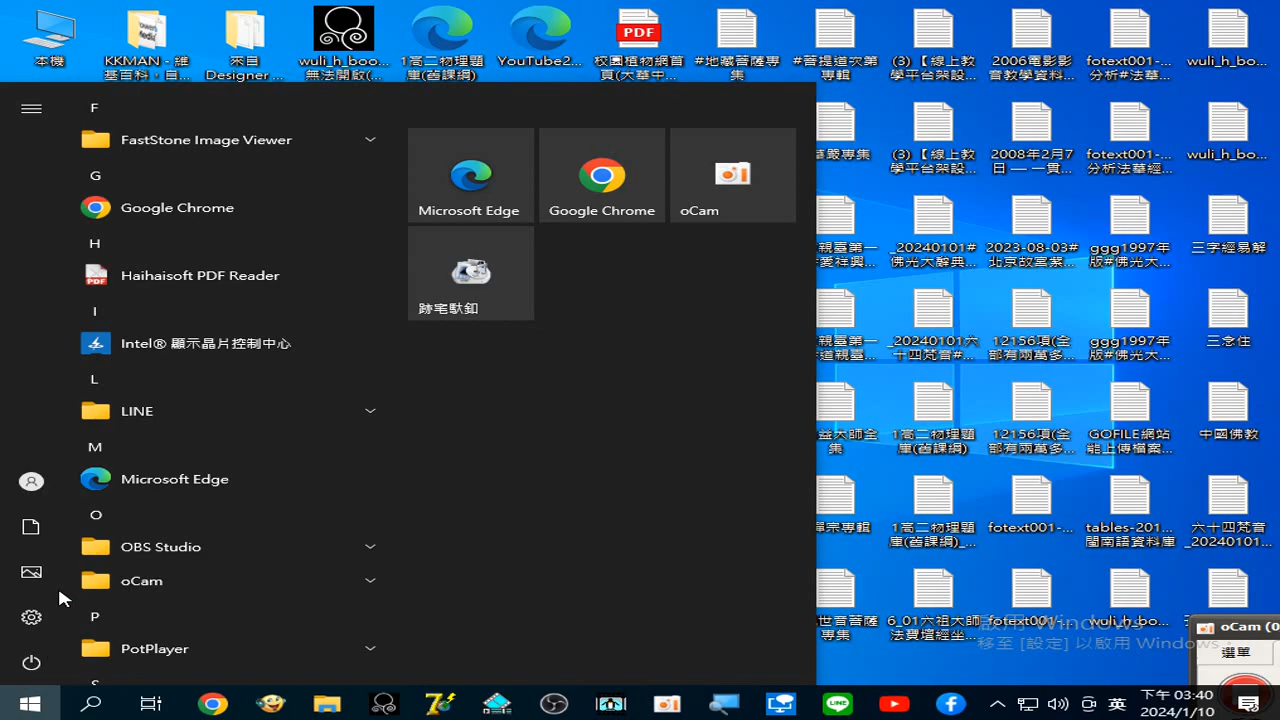 本機
KKMAN - 維
基百科，自...
來自
Designer ...
wuli_h_boo...
無法開啟(...
1高二物理題
庫(舊課綱)
YouTube2...
PDF
校園植物網首
頁(大華中...
#地藏菩薩專
集
#菩提道次第
專輯
(3) 【線上教
學平台架設...
2006電影影
音教學資料...
fotext001-...
分析#法華...
wuli_h_bo...
(3) 【線上教
學平台架設...
2008年2月7
日 — 一貫...
fotext001-...
分析法華經...
wuli_h_bo...
_20240101#
佛光大辭典...
2023-08-03#
北京故宮紫...
ggg1997年
版#佛光大...
三字經易解
_20240101六
十四梵音#...
12156項(全
部有兩萬多...
ggg1997年
版#佛光大...
三念住
1高二物理題
庫(舊課綱)
12156項(全
部有兩萬多...
GOFILE網站
能上傳檔案...
中國佛教
1高二物理題
庫(舊課綱)_...
fotext001-...
tables-201...
閩南語資料庫
六十四梵音
_20240101...
世音菩薩
專集
6_01六祖大師
法寶壇經坐...
fotext001-...
wuli_h_bo...
F
FastStone Image Viewer
G
Google Chrome
H
Haihaisoft PDF Reader
I
Intel® 顯示晶片控制中心
L
LINE
M
Microsoft Edge
O
OBS Studio
oCam
P
PotPlayer
S
Microsoft Edge
Google Chrome
oCam
啟用 Windows
移至 [設定] 以啟用 Windows。
oCam (0
選單
英
下午 03:40
2024/1/10